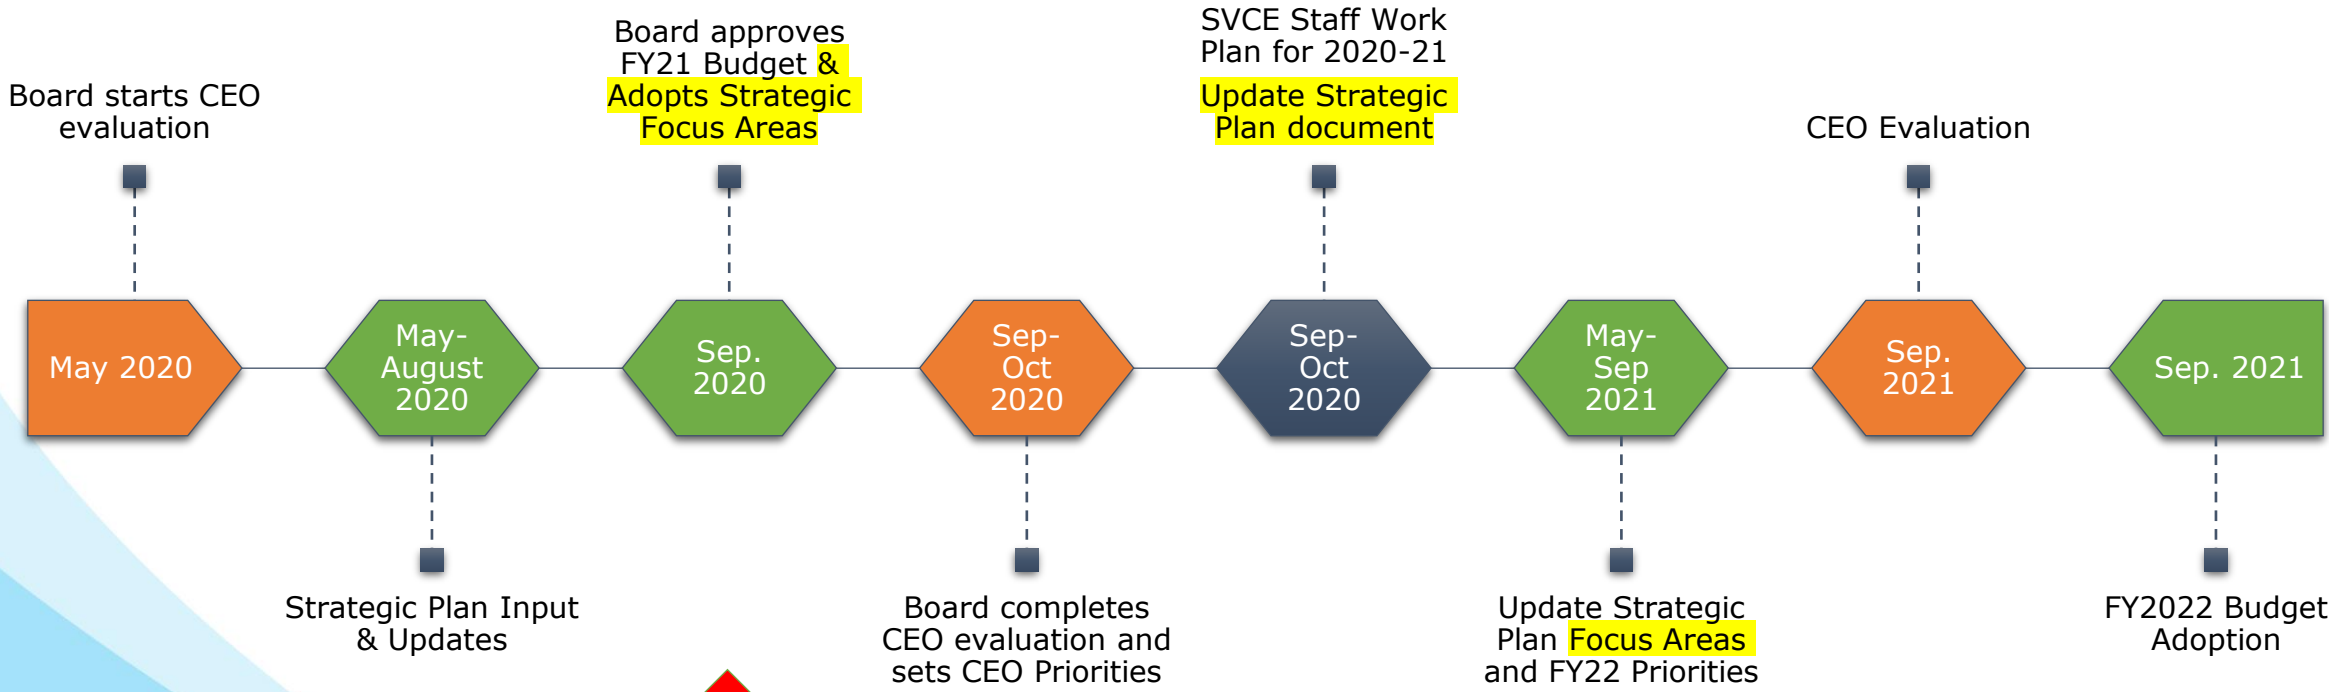 Board starts CEO
evaluation
Board approves
FY21 Budget &
Adopts Strategic
Focus Areas
SVCE Staff Work
Plan for 2020-21
Update Strategic
Plan document
CEO Evaluation
May 2020
May-
August
2020
Sep.
2020
Sep-
Oct
2020
Sep-
Oct
2020
May-
Sep
2021
Sep.
2021
Sep. 2021
Strategic Plan Input
& Updates
Board completes
CEO evaluation and
sets CEO Priorities
Update Strategic
Plan Focus Areas
and FY22 Priorities
FY2022 Budget
Adoption